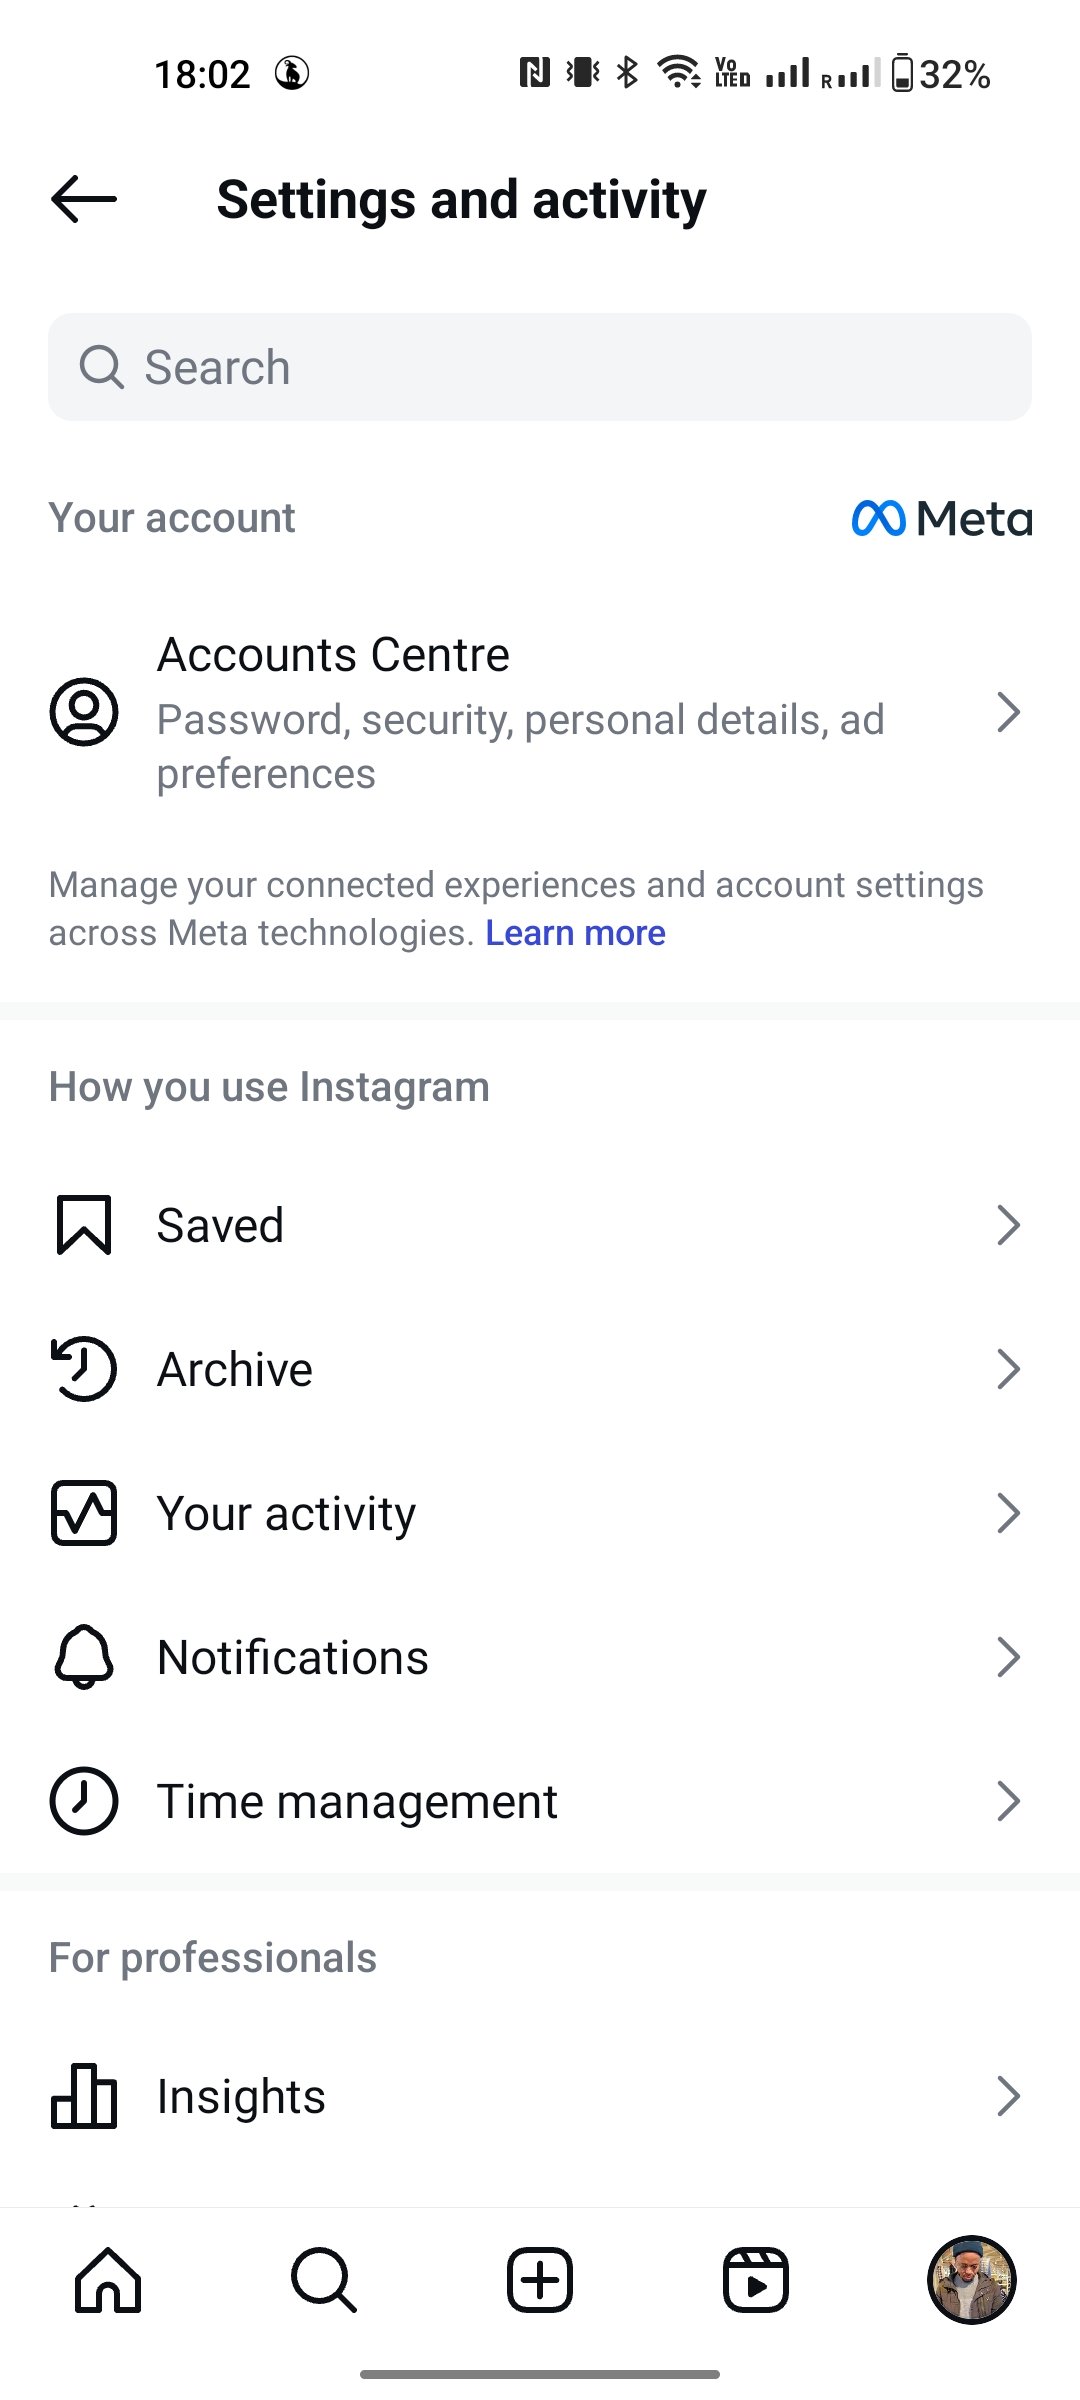 18:02 Vo LTED R 32%
Settings and activity
Search
Your account
Meta
Accounts Centre
Password, security, personal details, ad
preferences
Manage your connected experiences and account settings
across Meta technologies. Learn more
How you use Instagram
Saved
Archive
Your activity
Notifications
Time management
For professionals
Insights